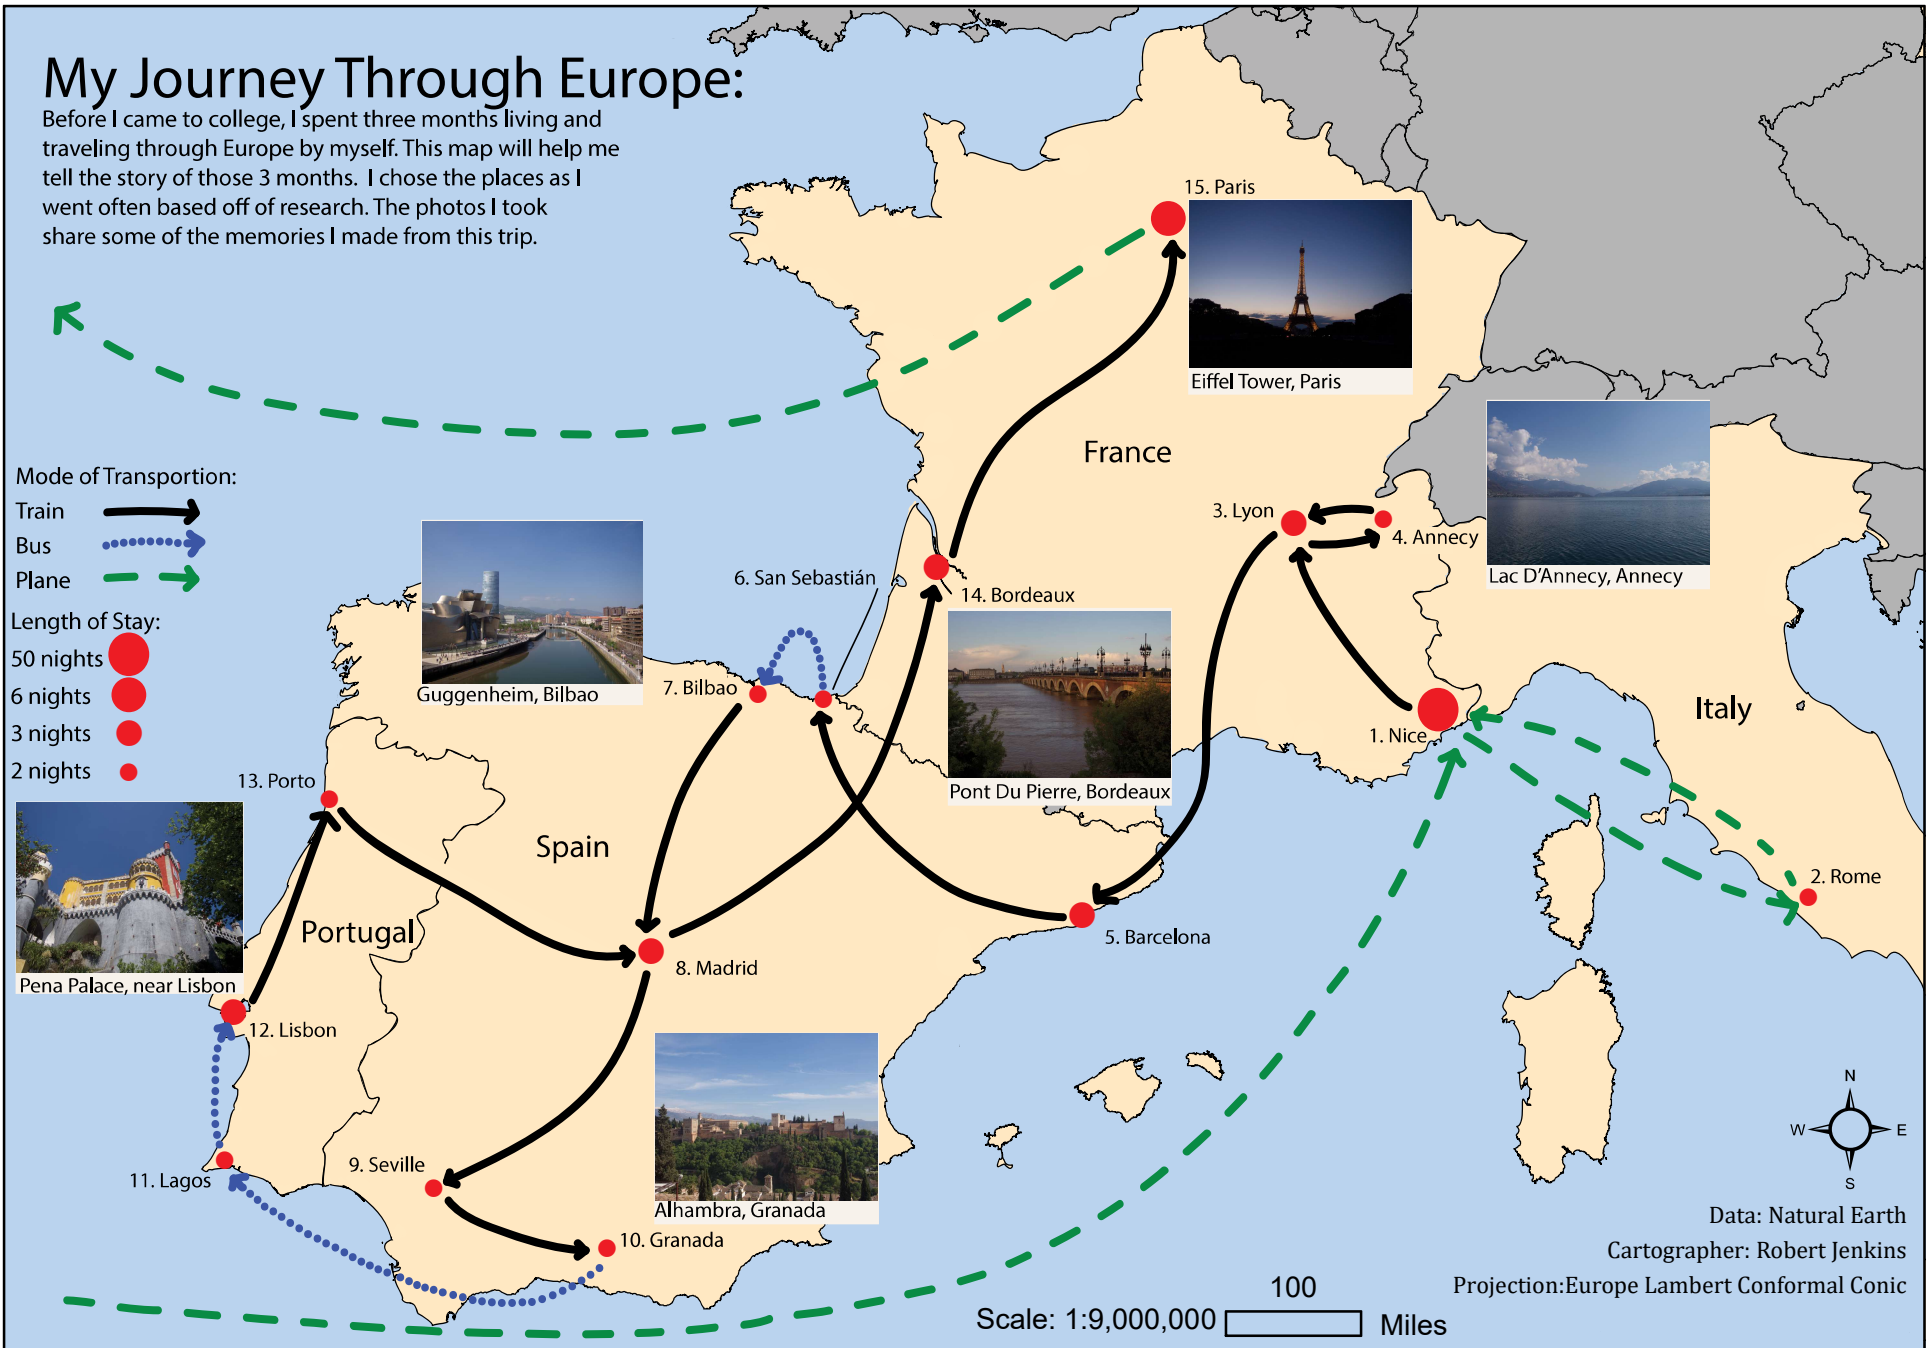 My Journey Through Europe:
Before I came to college, I spent three months living and
traveling through Europe by myself. This map will help me
tell the story of those 3 months.  I chose the places as I
went often based off of research. The photos I took
share some of the memories I made from this trip.
15. Paris
Eiffel Tower, Paris
France
Mode of Transportion:
Train
Bus
Plane
Length of Stay:
50 nights
6 nights
3 nights
2 nights
3. Lyon
4. Annecy
Lac D'Annecy, Annecy
6. San Sebastián
14. Bordeaux
Guggenheim, Bilbao
7. Bilbao
Pont Du Pierre, Bordeaux
1. Nice
Italy
13. Porto
Spain
2. Rome
Portugal
5. Barcelona
8. Madrid
Pena Palace, near Lisbon
12. Lisbon
9. Seville
11. Lagos
Alhambra, Granada
10. Granada
N
W
E
S
Data: Natural Earth
Cartographer: Robert Jenkins
Projection:Europe Lambert Conformal Conic
100
Scale: 1:9,000,000
Miles